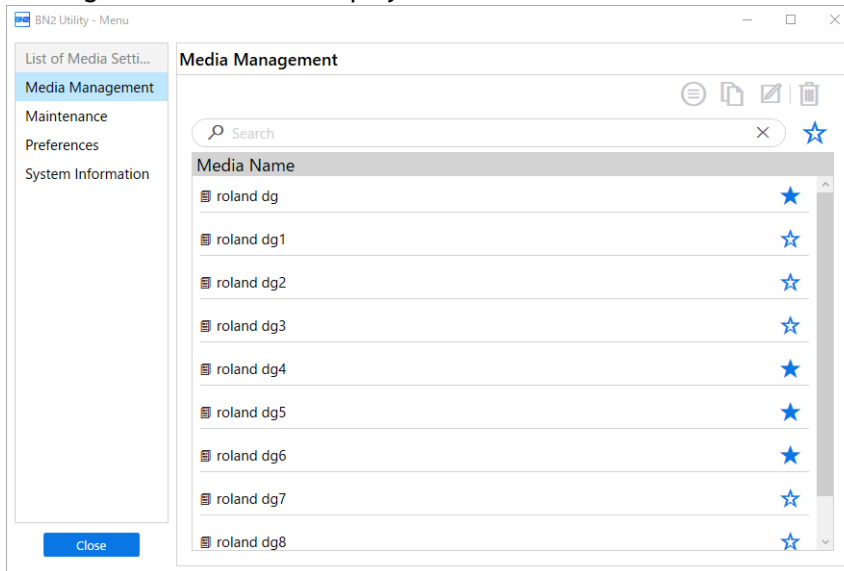 BN2 Utility - Menu
List of Media Setti...
Media Management
Maintenance
Preferences
System Information
Close
Media Management
Search
Media Name
roland dg
roland dg1
roland dg2
roland dg3
roland dg4
roland dg5
roland dg6
roland dg7
roland dg8